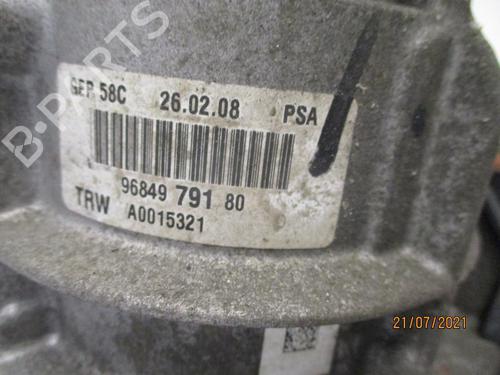 B-PARTS
GEP 58C 26.02.08 PSA
96849 791 80
TRW A0015321
21/07/2021